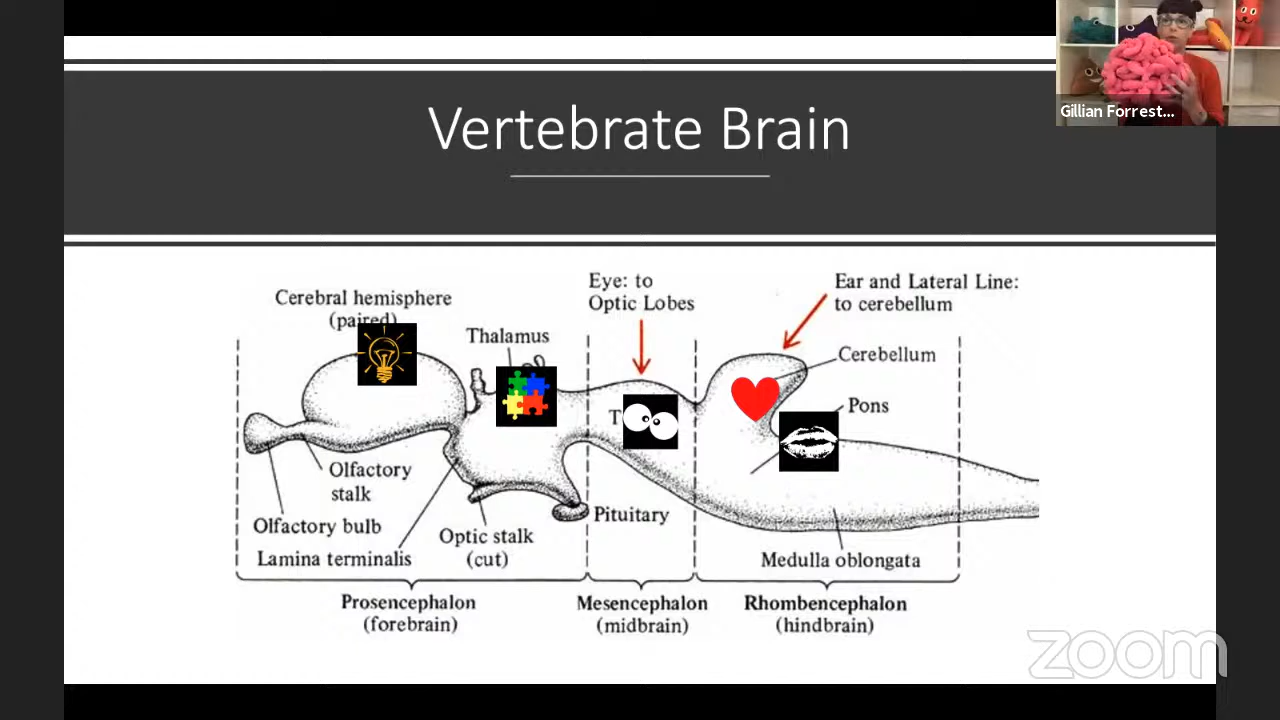 Gillian Forrest...
Vertebrate Brain
Eye: to
Optic Lobes
Ear and Lateral Line:
to cerebellum
Cerebral hemisphere
(paired)
Thalamus
Cerebellum
Pons
T
Olfactory
stalk
Olfactory bulb
Lamina terminalis
Optic stalk
(cut)
Pituitary
Medulla oblongata
Prosencephalon
(forebrain)
Mesencephalon
(midbrain)
Rhombencephalon
(hindbrain)
zoom